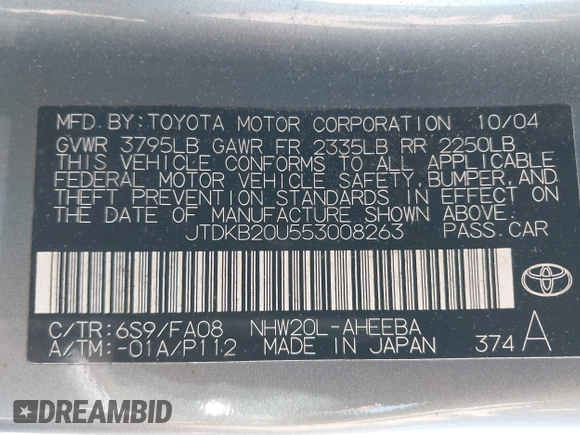 MFD.BY:TOYOTA MOTOR CORPORATION 10/04
GVWR 3795LB GAWR FR 2335LB RR 2250LB
THIS VEHICLE CONFORMS TO ALL APPLICABLE
FEDERAL MOTOR VEHICLE SAFETY,BUMPER,AND
THEFT PREVENTION STANDARDS IN EFFECT ON
THE DATE OF MANUFACTURE SHOWN ABOVE.
JTDKB20U553008263 PASS.CAR
C/TR:6S9/FA08 NHW20L-AHEEBA
A/TM:-01A/P112 MADE IN JAPAN 374 A
DREAMBID